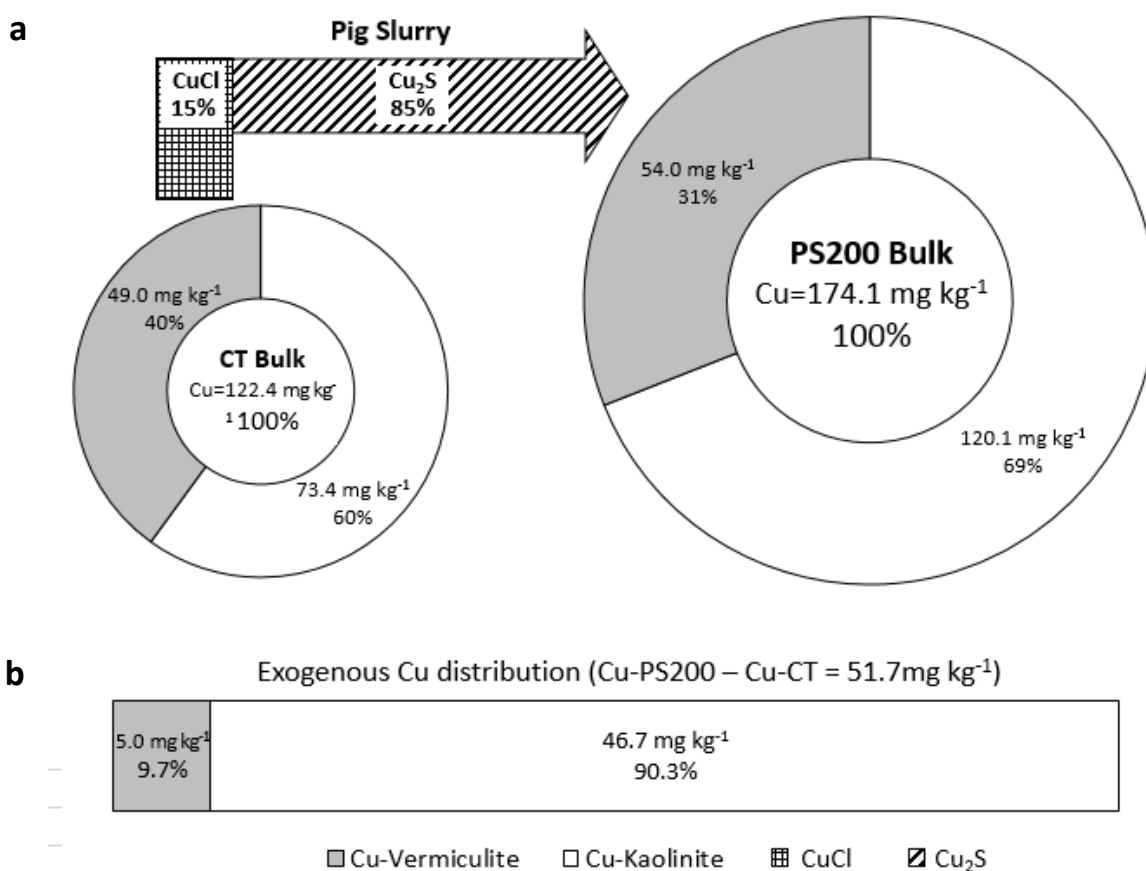 a
Pig Slurry
CuCl
15%
Cu₂S
85%
54.0 mg kg⁻¹
31%
PS200 Bulk
Cu=174.1 mg kg⁻¹
100%
120.1 mg kg⁻¹
69%
49.0 mg kg⁻¹
40%
CT Bulk
Cu=122.4 mg kg⁻
¹ 100%
73.4 mg kg⁻¹
60%
b
Exogenous Cu distribution (Cu-PS200 – Cu-CT = 51.7mg kg⁻¹)
5.0 mg kg⁻¹
9.7%
46.7 mg kg⁻¹
90.3%
Cu-Vermiculite Cu-Kaolinite CuCl Cu₂S